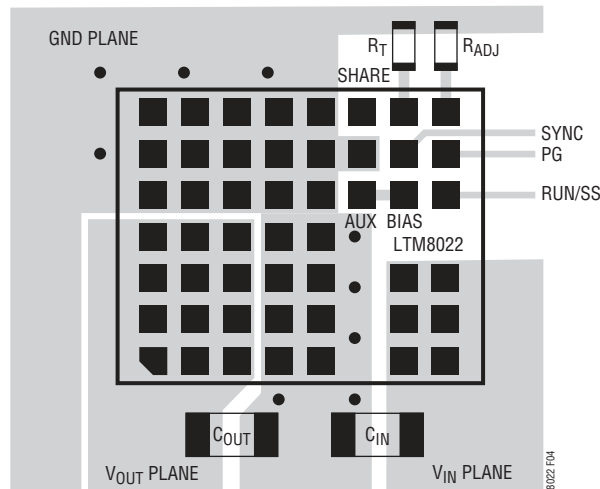 GND PLANE
RT
RADJ
SHARE
SYNC
PG
RUN/SS
AUX BIAS
LTM8022
COUT
CIN
VOUT PLANE
VIN PLANE
8022 F04